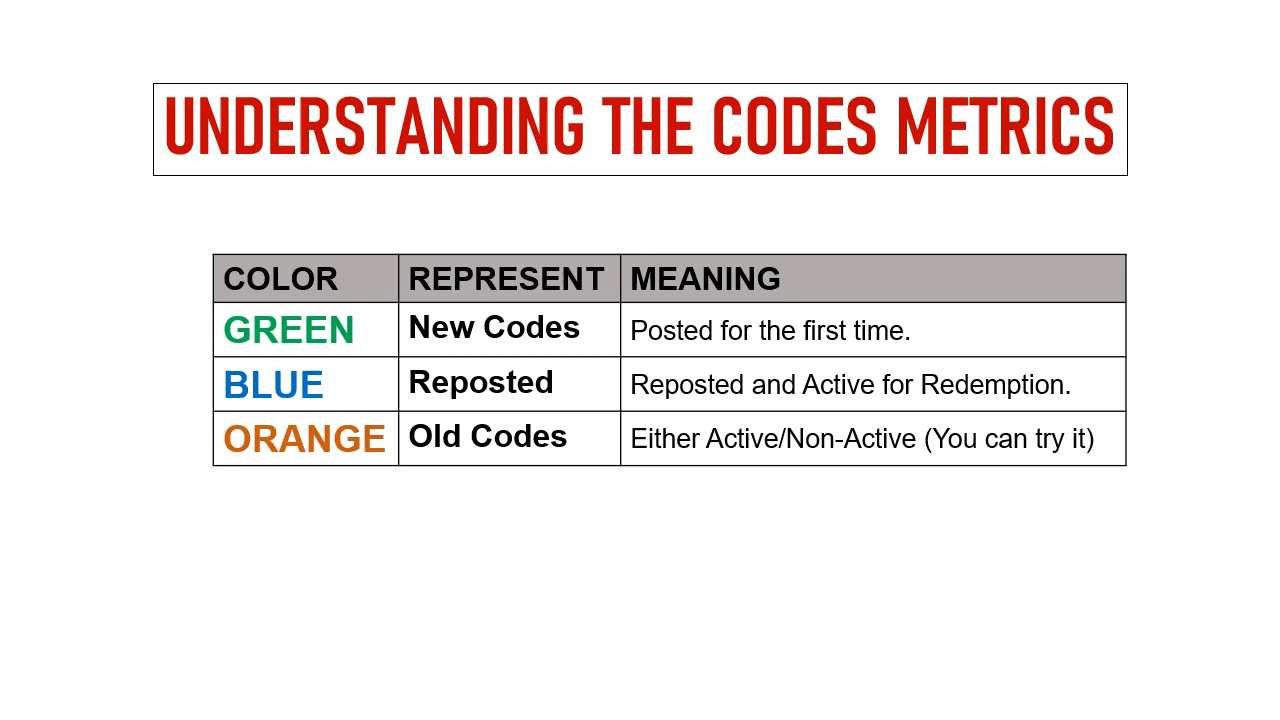 UNDERSTANDING THE CODES METRICS
COLOR REPRESENT MEANING
GREEN New Codes Posted for the first time.
BLUE Reposted Reposted and Active for Redemption.
ORANGE Old Codes Either Active/Non-Active (You can try it)